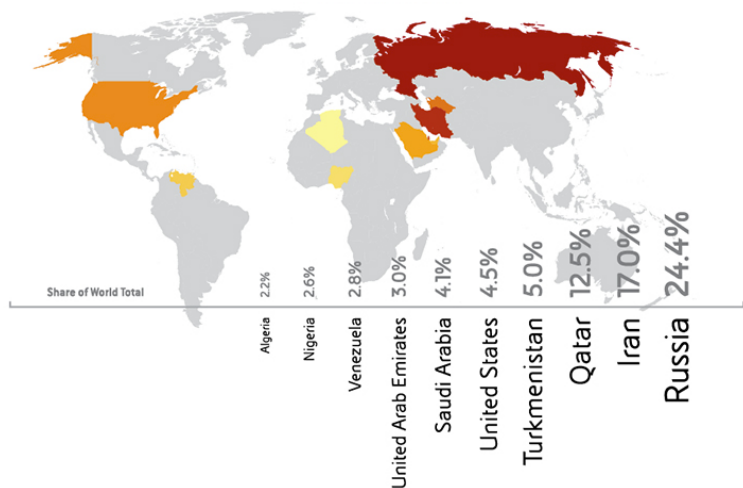 Share of World Total
2.2%
2.6%
2.8%
3.0%
4.1%
4.5%
5.0%
12.5%
17.0%
24.4%
Algeria
Nigeria
Venezuela
United Arab Emirates
Saudi Arabia
United States
Turkmenistan
Qatar
Iran
Russia